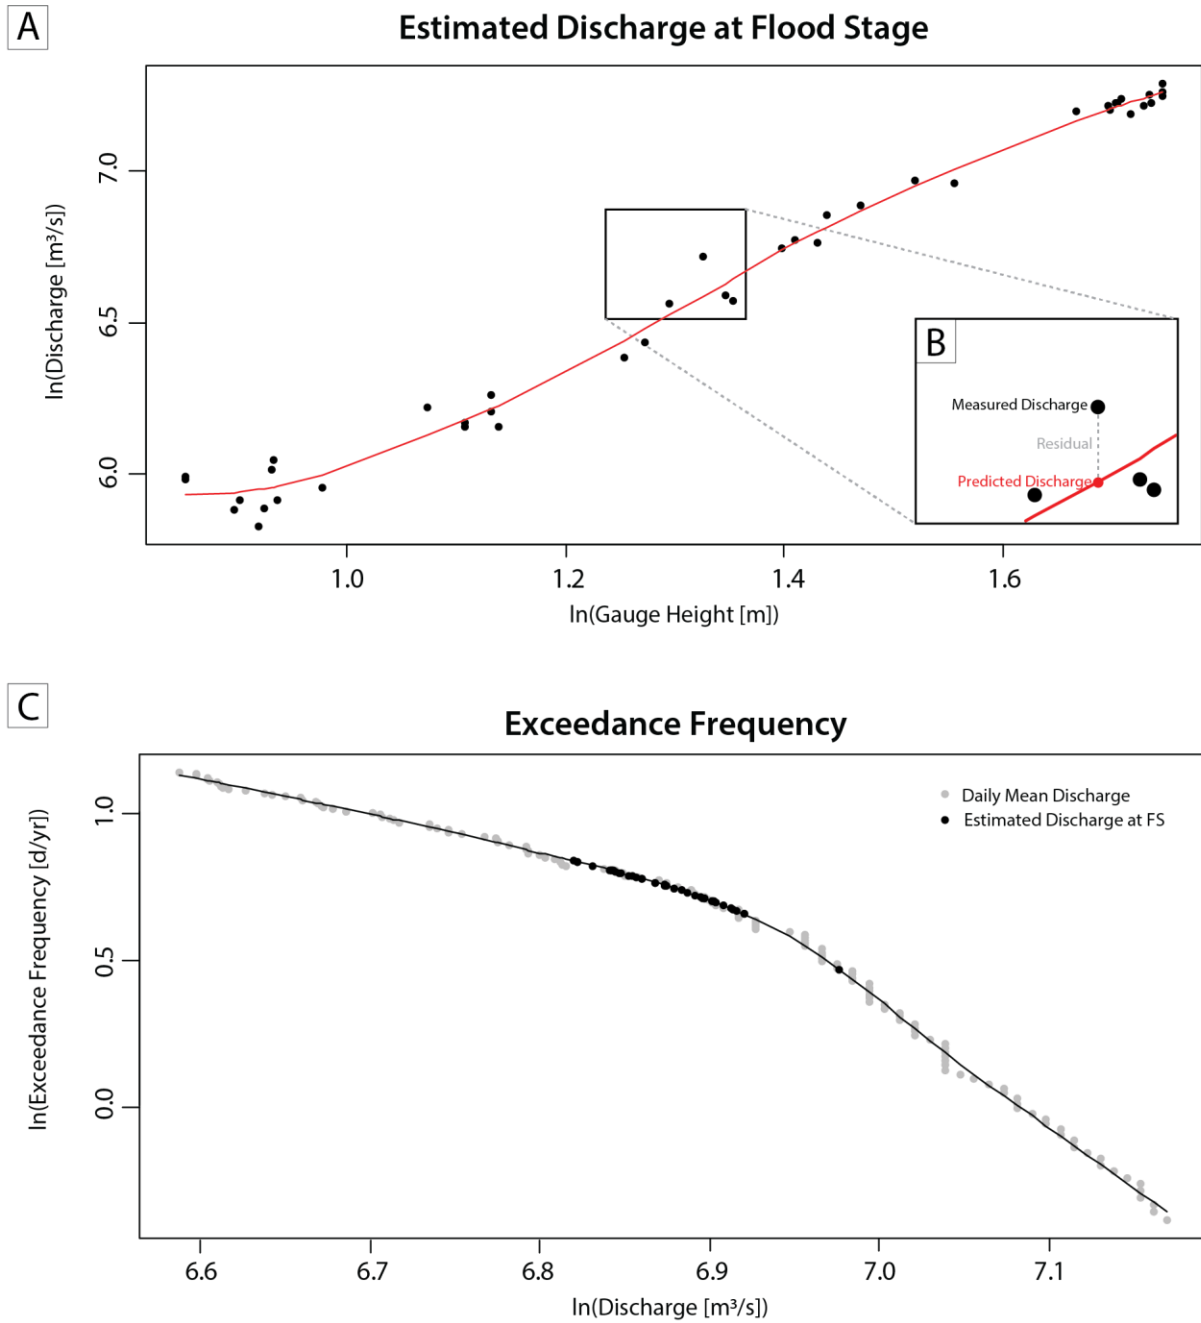 A
Estimated Discharge at Flood Stage
ln(Discharge [m³/s])
7.0
6.5
6.0
B
Measured Discharge
Residual
Predicted Discharge
1.0 1.2 1.4 1.6
ln(Gauge Height [m])
C
Exceedance Frequency
ln(Exceedance Frequency [d/yr])
1.0
0.5
0.0
Daily Mean Discharge
Estimated Discharge at FS
6.6 6.7 6.8 6.9 7.0 7.1
ln(Discharge [m³/s])